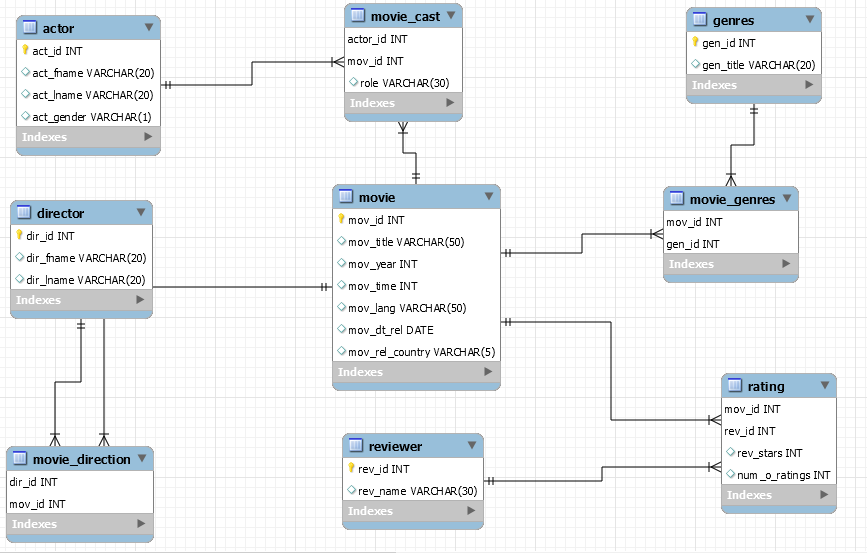 actor
act_id INT
act_fname VARCHAR(20)
act_lname VARCHAR(20)
act_gender VARCHAR(1)
Indexes
movie_cast
actor_id INT
mov_id INT
role VARCHAR(30)
Indexes
genres
gen_id INT
gen_title VARCHAR(20)
Indexes
director
dir_id INT
dir_fname VARCHAR(20)
dir_lname VARCHAR(20)
Indexes
movie
mov_id INT
mov_title VARCHAR(50)
mov_year INT
mov_time INT
mov_lang VARCHAR(50)
mov_dt_rel DATE
mov_rel_country VARCHAR(5)
Indexes
movie_genres
mov_id INT
gen_id INT
Indexes
movie_direction
dir_id INT
mov_id INT
Indexes
reviewer
rev_id INT
rev_name VARCHAR(30)
Indexes
rating
mov_id INT
rev_id INT
rev_stars INT
num_o_ratings INT
Indexes